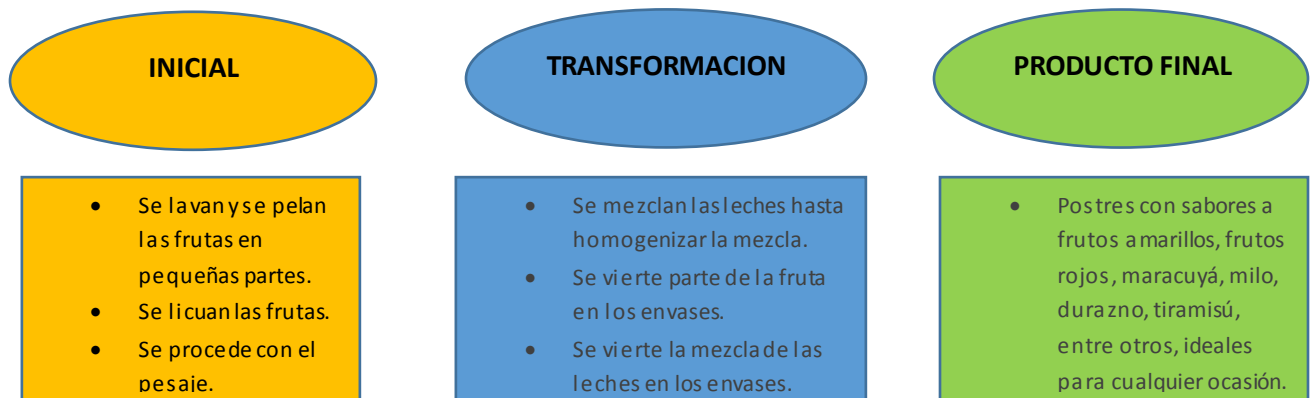 INICIAL
• Se lavan y se pelan
las frutas en
pequeñas partes.
• Se licuan las frutas.
• Se procede con el
pesaje.
TRANSFORMACION
• Se mezclan las leches hasta
homogenizar la mezcla.
• Se vierte parte de la fruta
en los envases.
• Se vierte la mezcla de las
leches en los envases.
PRODUCTO FINAL
• Postres con sabores a
frutos amarillos, frutos
rojos, maracuyá, milo,
durazno, tiramisú,
entre otros, ideales
para cualquier ocasión.